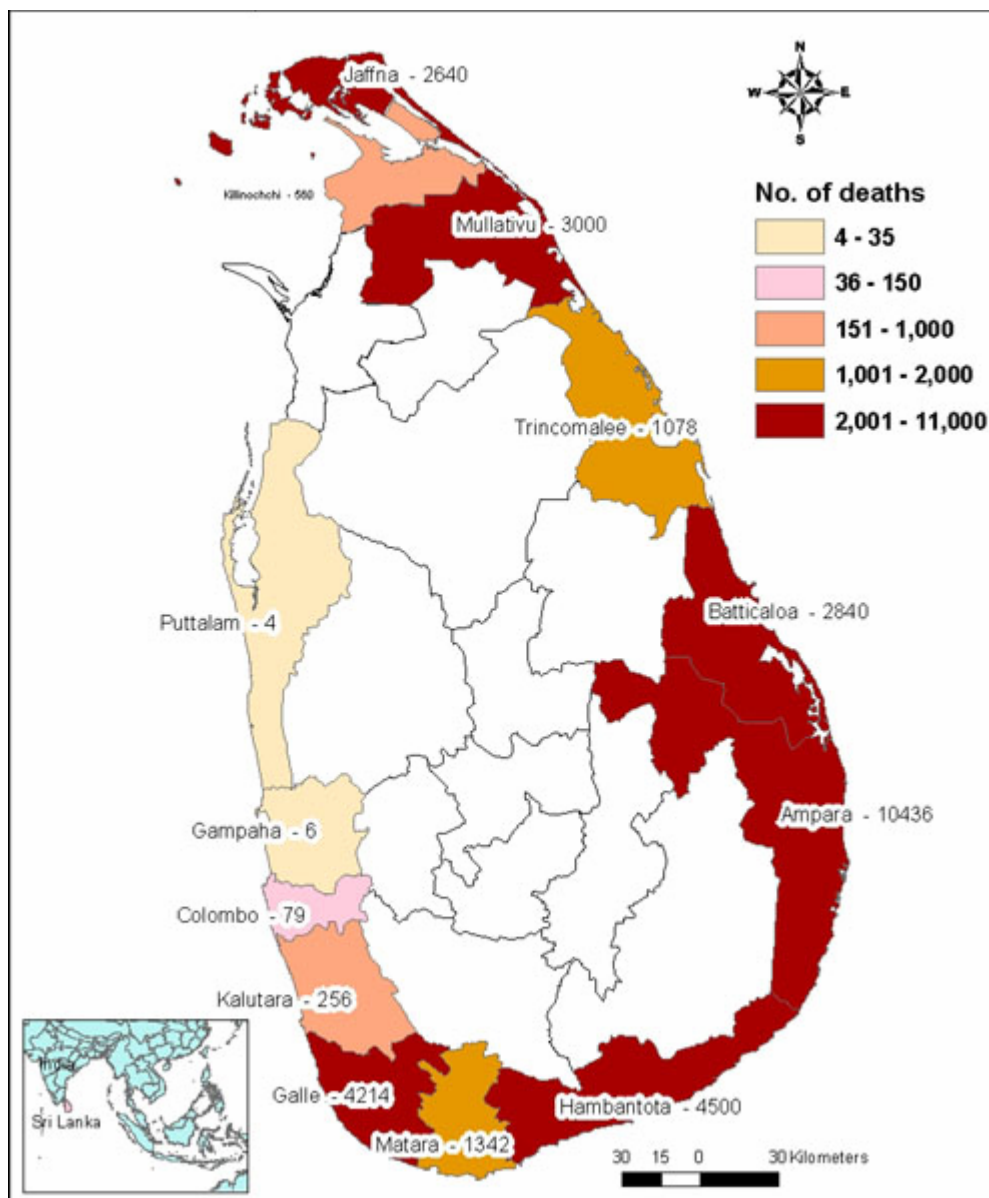 Jaffna - 2640
N
W E
S
Killinochchi - 560
No. of deaths
Mullativu - 3000
4 - 35
36 - 150
151 - 1,000
1,001 - 2,000
2,001 - 11,000
Trincomalee - 1078
Batticaloa - 2840
Puttalam - 4
Ampara - 10436
Gampaha - 6
Colombo - 79
Kalutara - 256
Galle - 4214
Hambantota - 4500
Matara - 1342
India
Sri Lanka
30 15 0 30 Kilometers